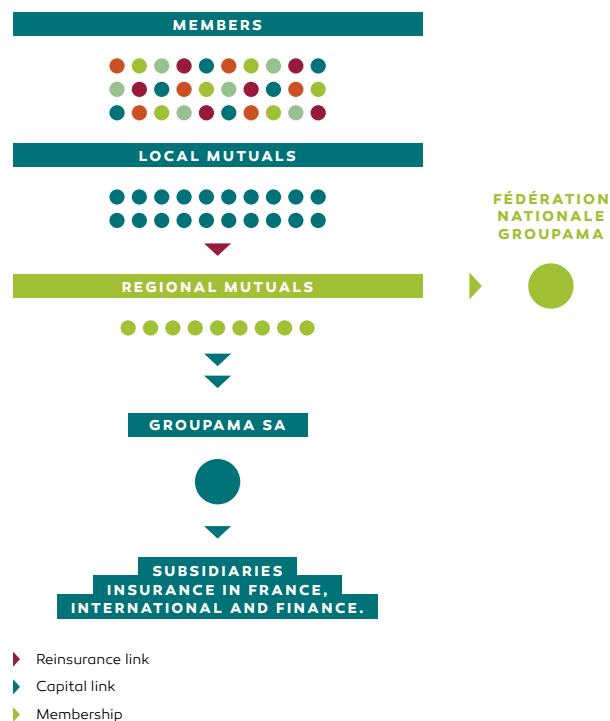 MEMBERS
LOCAL MUTUALS
FÉDÉRATION
NATIONALE
GROUPAMA
REGIONAL MUTUALS
GROUPAMA SA
SUBSIDIARIES
INSURANCE IN FRANCE,
INTERNATIONAL AND FINANCE.
Reinsurance link
Capital link
Membership